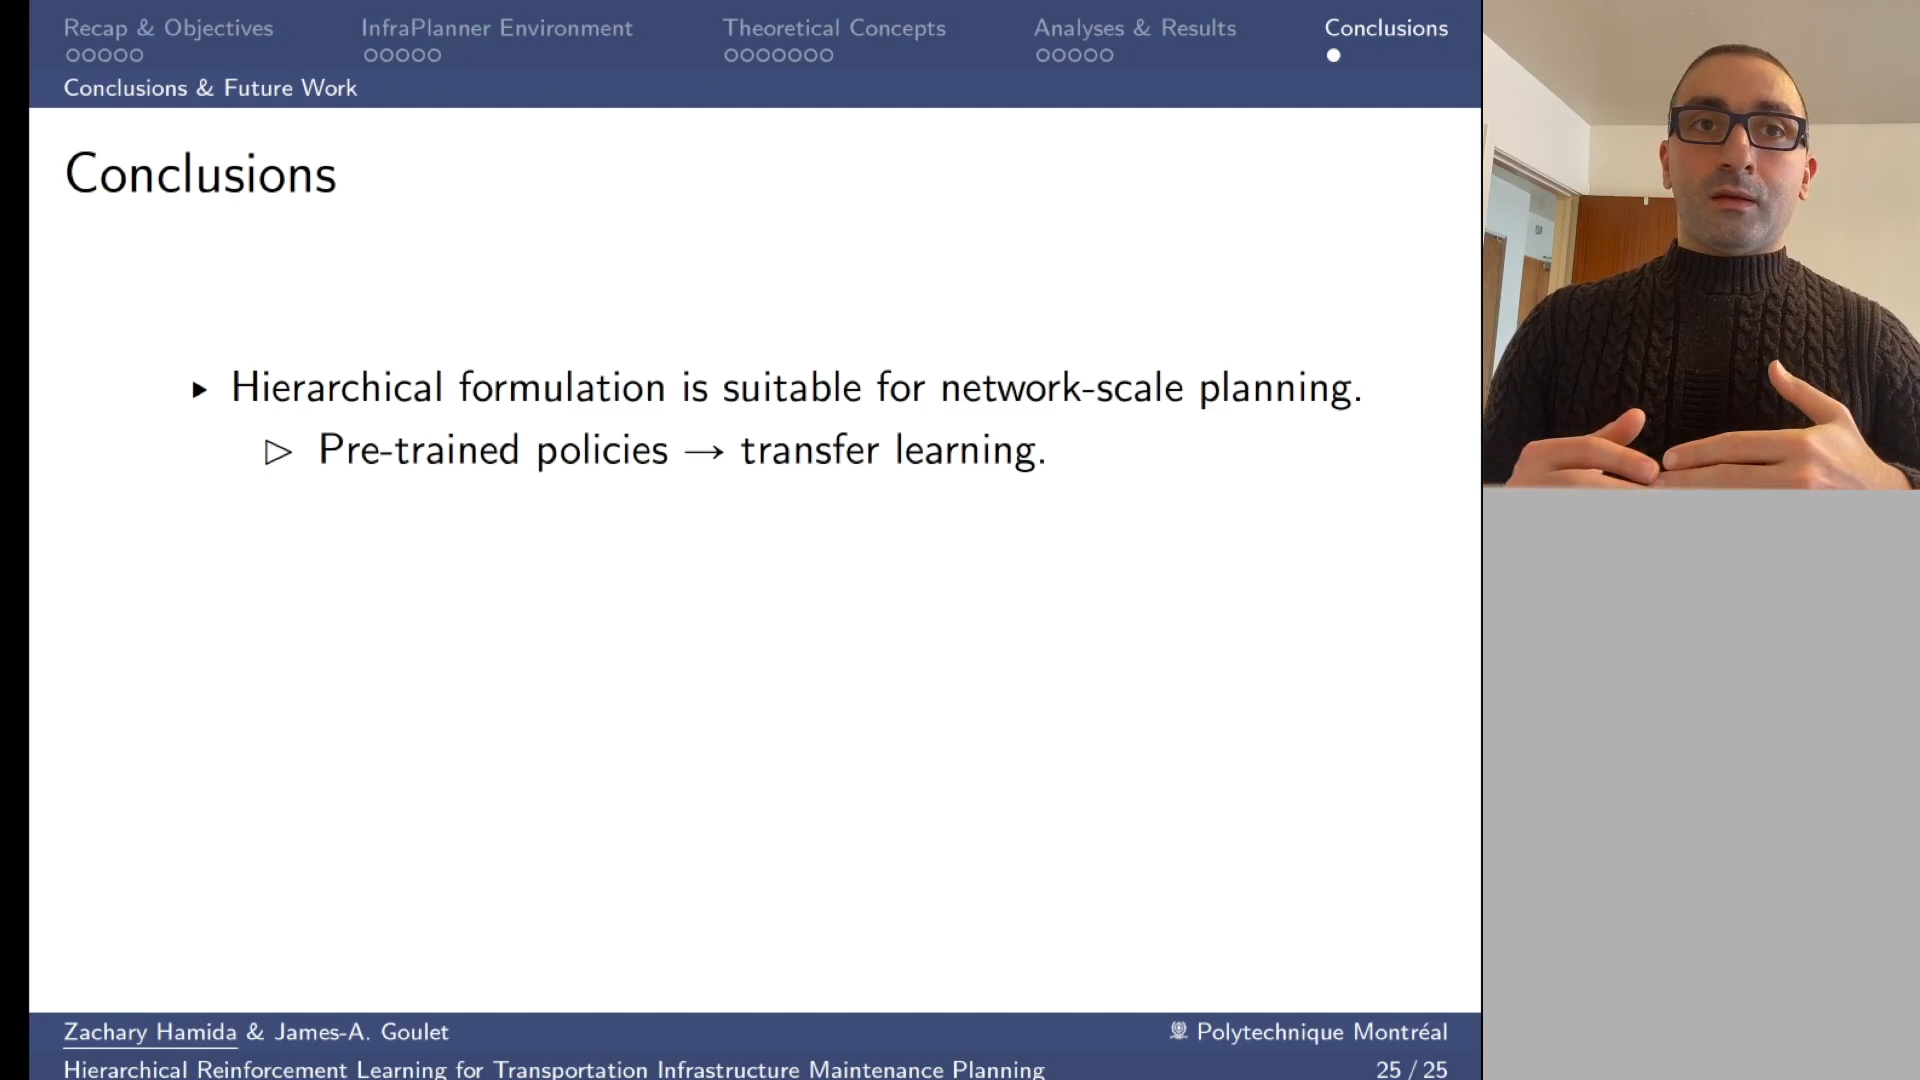 Recap & Objectives
InfraPlanner Environment
Theoretical Concepts
Analyses & Results
Conclusions
Conclusions & Future Work
Conclusions
▶ Hierarchical formulation is suitable for network-scale planning.
▷ Pre-trained policies → transfer learning.
Zachary Hamida & James-A. Goulet
Polytechnique Montréal
Hierarchical Reinforcement Learning for Transportation Infrastructure Maintenance Planning
25 / 25